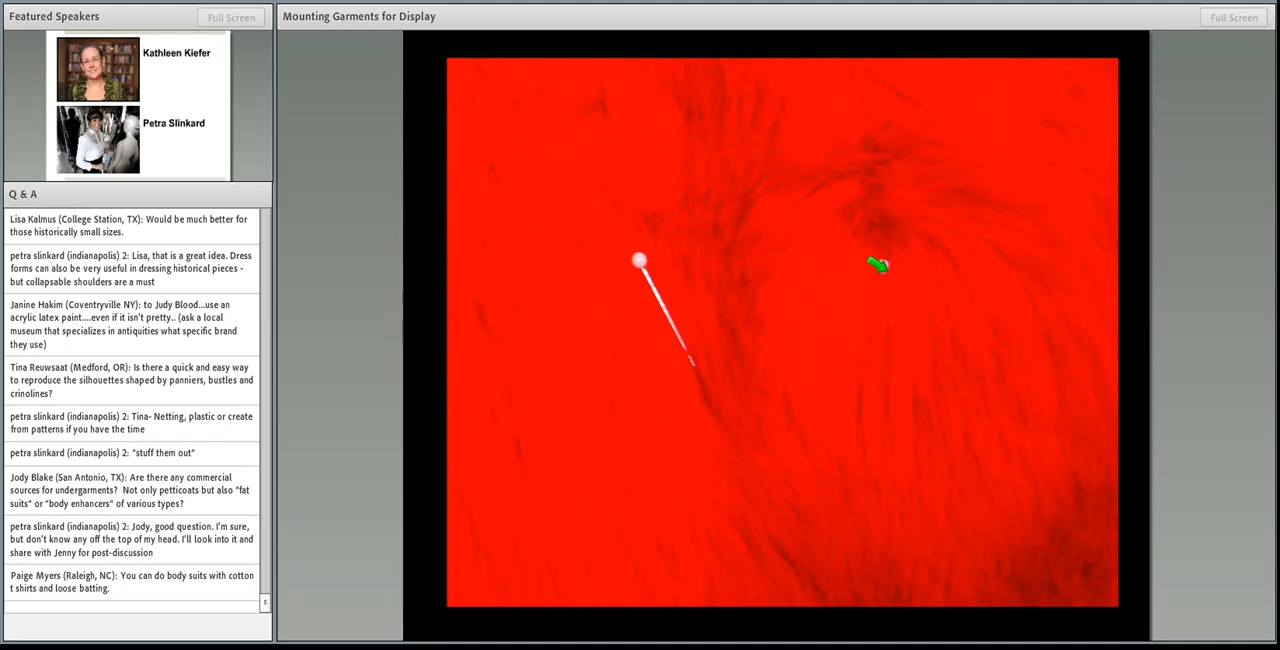 Featured Speakers
Full Screen
Kathleen Kiefer
Petra Slinkard
Q & A
Lisa Kalmus (College Station, TX): Would be much better for
those historically small sizes.
petra slinkard (indianapolis) 2: Lisa, that is a great idea. Dress
forms can also be very useful in dressing historical pieces -
but collapsable shoulders are a must
Janine Hakim (Coventryville NY): to Judy Blood...use an
acrylic latex paint....even if it isn't pretty.. (ask a local
museum that specializes in antiquities what specific brand
they use)
Tina Reuwsaat (Medford, OR): Is there a quick and easy way
to reproduce the silhouettes shaped by panniers, bustles and
crinolines?
petra slinkard (indianapolis) 2: Tina- Netting, plastic or create
from patterns if you have the time
petra slinkard (indianapolis) 2: "stuff them out"
Jody Blake (San Antonio, TX): Are there any commercial
sources for undergarments?  Not only petticoats but also "fat
suits" or "body enhancers" of various types?
petra slinkard (indianapolis) 2: Jody, good question. I'm sure,
but don't know any off the top of my head. I'll look into it and
share with Jenny for post-discussion
Paige Myers (Raleigh, NC): You can do body suits with cotton
t shirts and loose batting.
Mounting Garments for Display
Full Screen